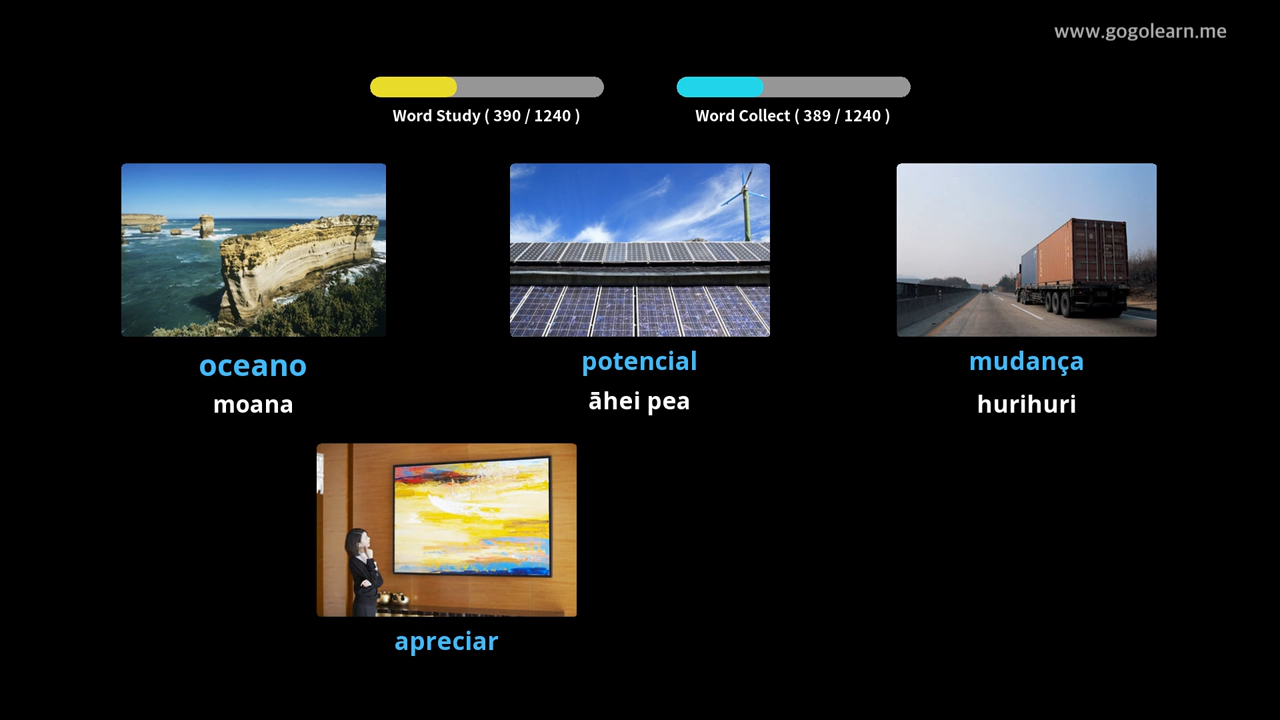 www.gogolearn.me
Word Study ( 390 / 1240 )
Word Collect ( 389 / 1240 )
oceano
moana
potencial
āhei pea
mudança
hurihuri
apreciar